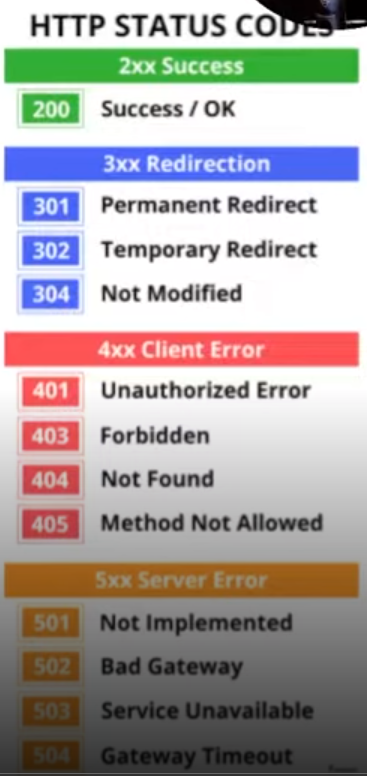 HTTP STATUS CODES
2xx Success
200 Success / OK
3xx Redirection
301 Permanent Redirect
302 Temporary Redirect
304 Not Modified
4xx Client Error
401 Unauthorized Error
403 Forbidden
404 Not Found
405 Method Not Allowed
5xx Server Error
501 Not Implemented
502 Bad Gateway
503 Service Unavailable
504 Gateway Timeout